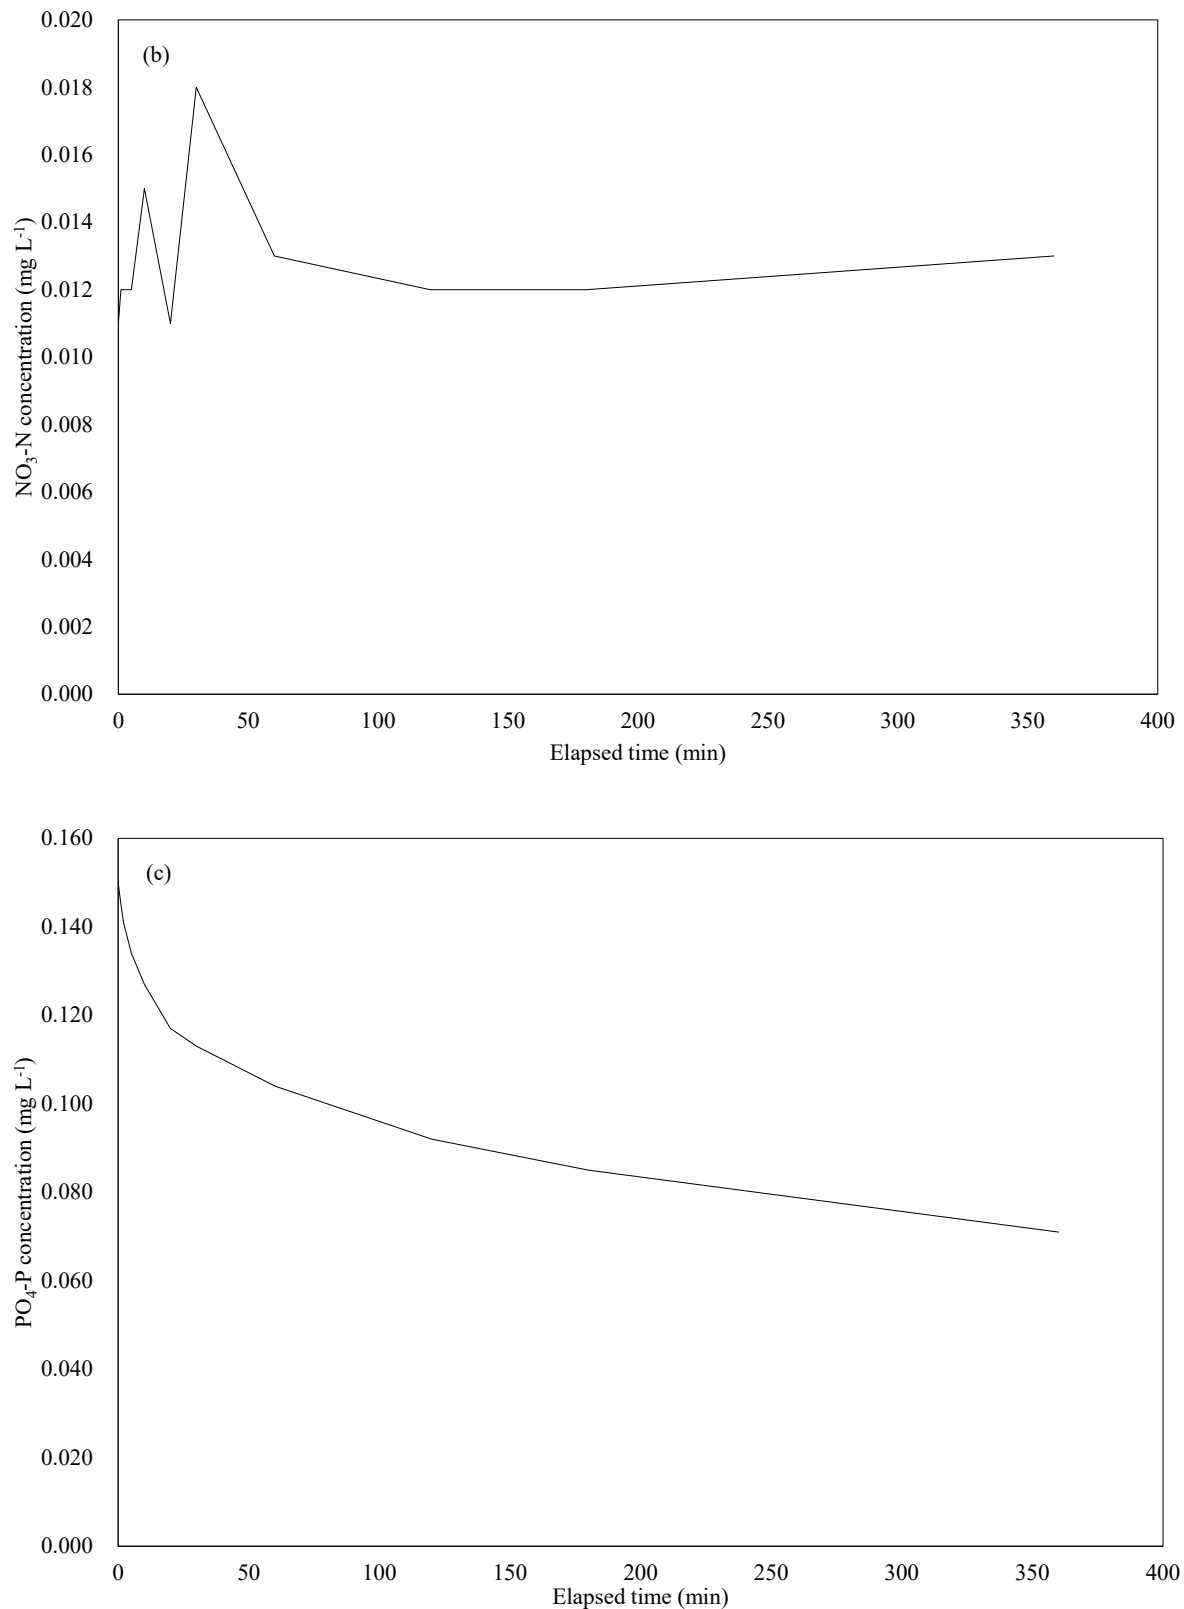 0.020
(b)
0.018
0.016
0.014
0.012
0.010
0.008
0.006
0.004
0.002
0.000
NO₃-N concentration (mg L⁻¹)
0 50 100 150 200 250 300 350 400
Elapsed time (min)
0.160
(c)
0.140
0.120
0.100
0.080
0.060
0.040
0.020
0.000
PO₄-P concentration (mg L⁻¹)
0 50 100 150 200 250 300 350 400
Elapsed time (min)